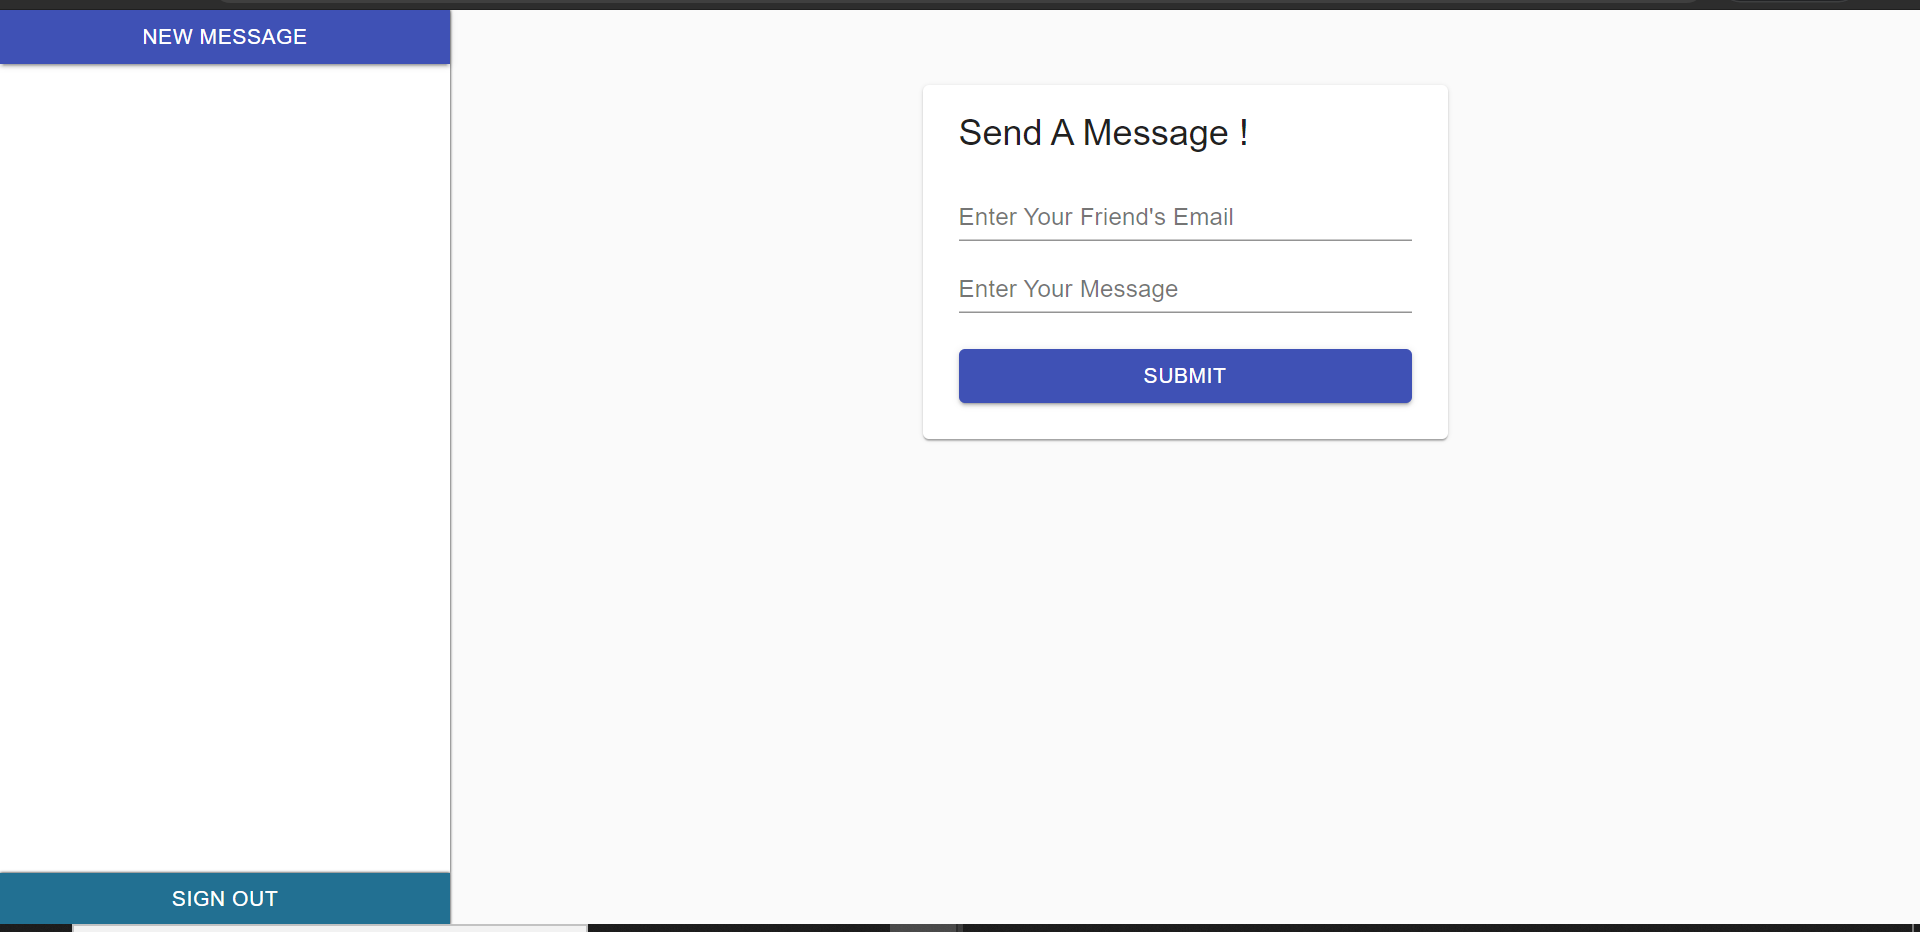 NEW MESSAGE
Send A Message !
Enter Your Friend's Email
Enter Your Message
SUBMIT
SIGN OUT